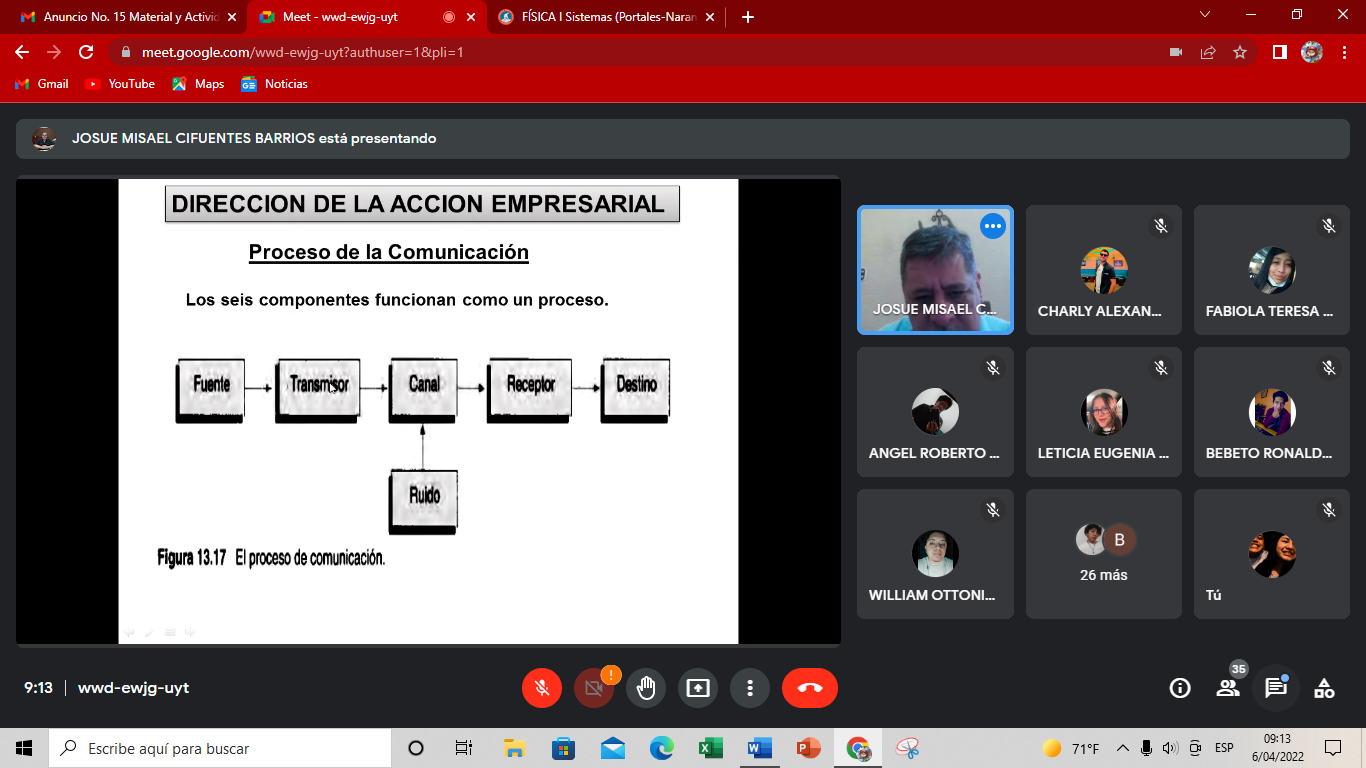 Anuncio No. 15 Material y Activid
Meet - wwd-ewjg-uyt
FÍSICA I Sistemas (Portales-Naran
meet.google.com/wwd-ewjg-uyt?authuser=1&pli=1
Gmail
YouTube
Maps
Noticias
JOSUE MISAEL CIFUENTES BARRIOS está presentando
DIRECCION DE LA ACCION EMPRESARIAL
Proceso de la Comunicación
Los seis componentes funcionan como un proceso.
Fuente
Transmisor
Canal
Receptor
Destino
Ruido
Figura 13.17 El proceso de comunicación.
JOSUE MISAEL C...
CHARLY ALEXAN...
FABIOLA TERESA ...
ANGEL ROBERTO ...
LETICIA EUGENIA ...
BEBETO RONALD...
WILLIAM OTTONI...
B
26 más
Tú
9:13 | wwd-ewjg-uyt
35
Escribe aquí para buscar
71°F
ESP
09:13
6/04/2022